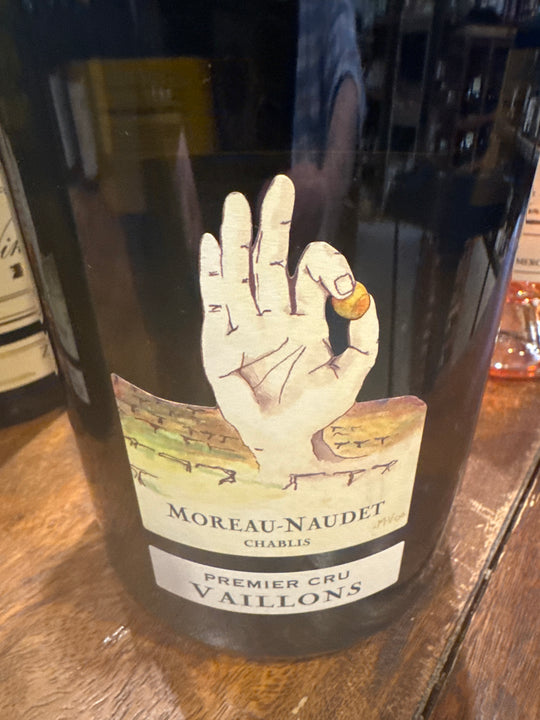 MOREAU-NAUDET
CHABLIS
PREMIER CRU
VAILLONS